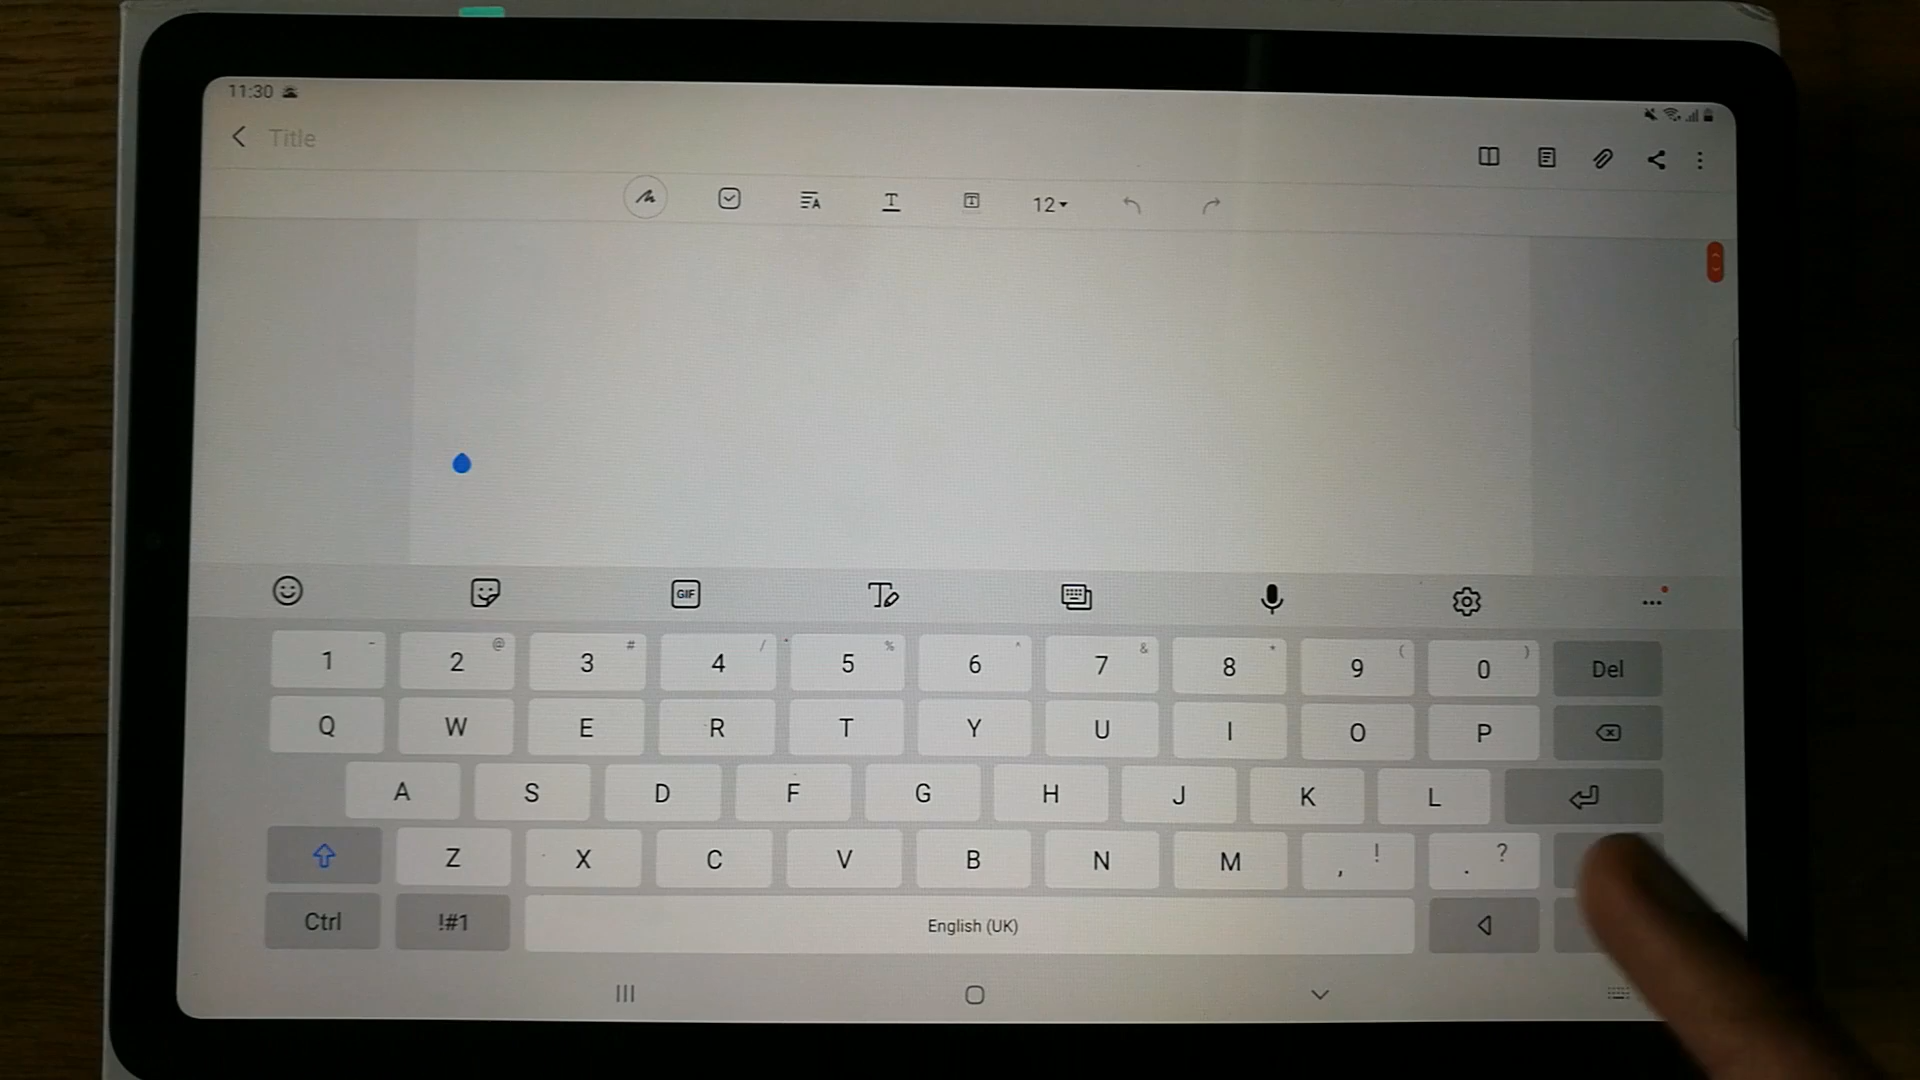 11:30
Title
12
GIF
1 - 2 @ 3 # 4 / 5 % 6 ^ 7 & 8 * 9 ( 0 ) Del
Q W E R T Y U I O P
A S D F G H J K L
Z X C V B N M , ! . ?
Ctrl !#1 English (UK)